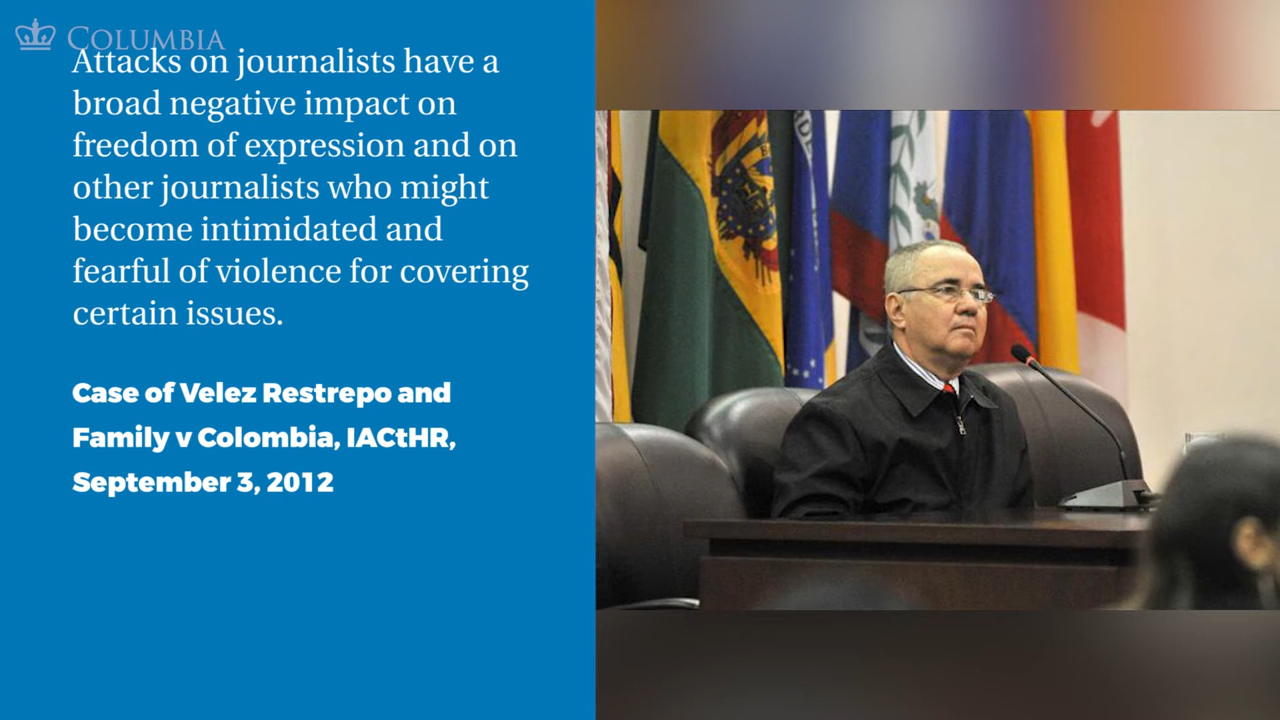 COLUMBIA
Attacks on journalists have a
broad negative impact on
freedom of expression and on
other journalists who might
become intimidated and
fearful of violence for covering
certain issues.
Case of Velez Restrepo and
Family v Colombia, IACtHR,
September 3, 2012